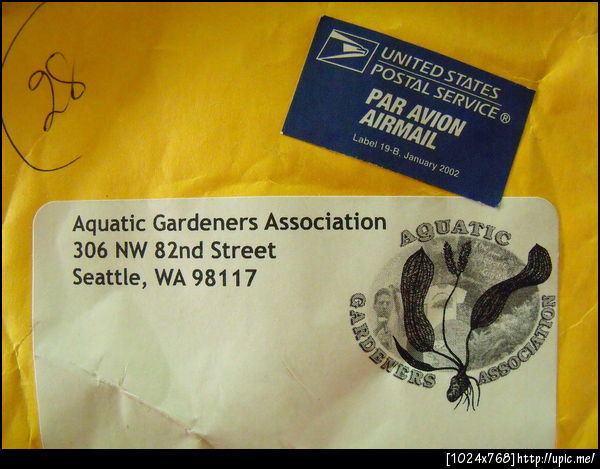 28
UNITED STATES
POSTAL SERVICE®
PAR AVION
AIRMAIL
Label 19-B, January 2002
Aquatic Gardeners Association
306 NW 82nd Street
Seattle, WA 98117
AQUATIC
GARDENERS ASSOCIATION
[1024x768]http://upic.me/